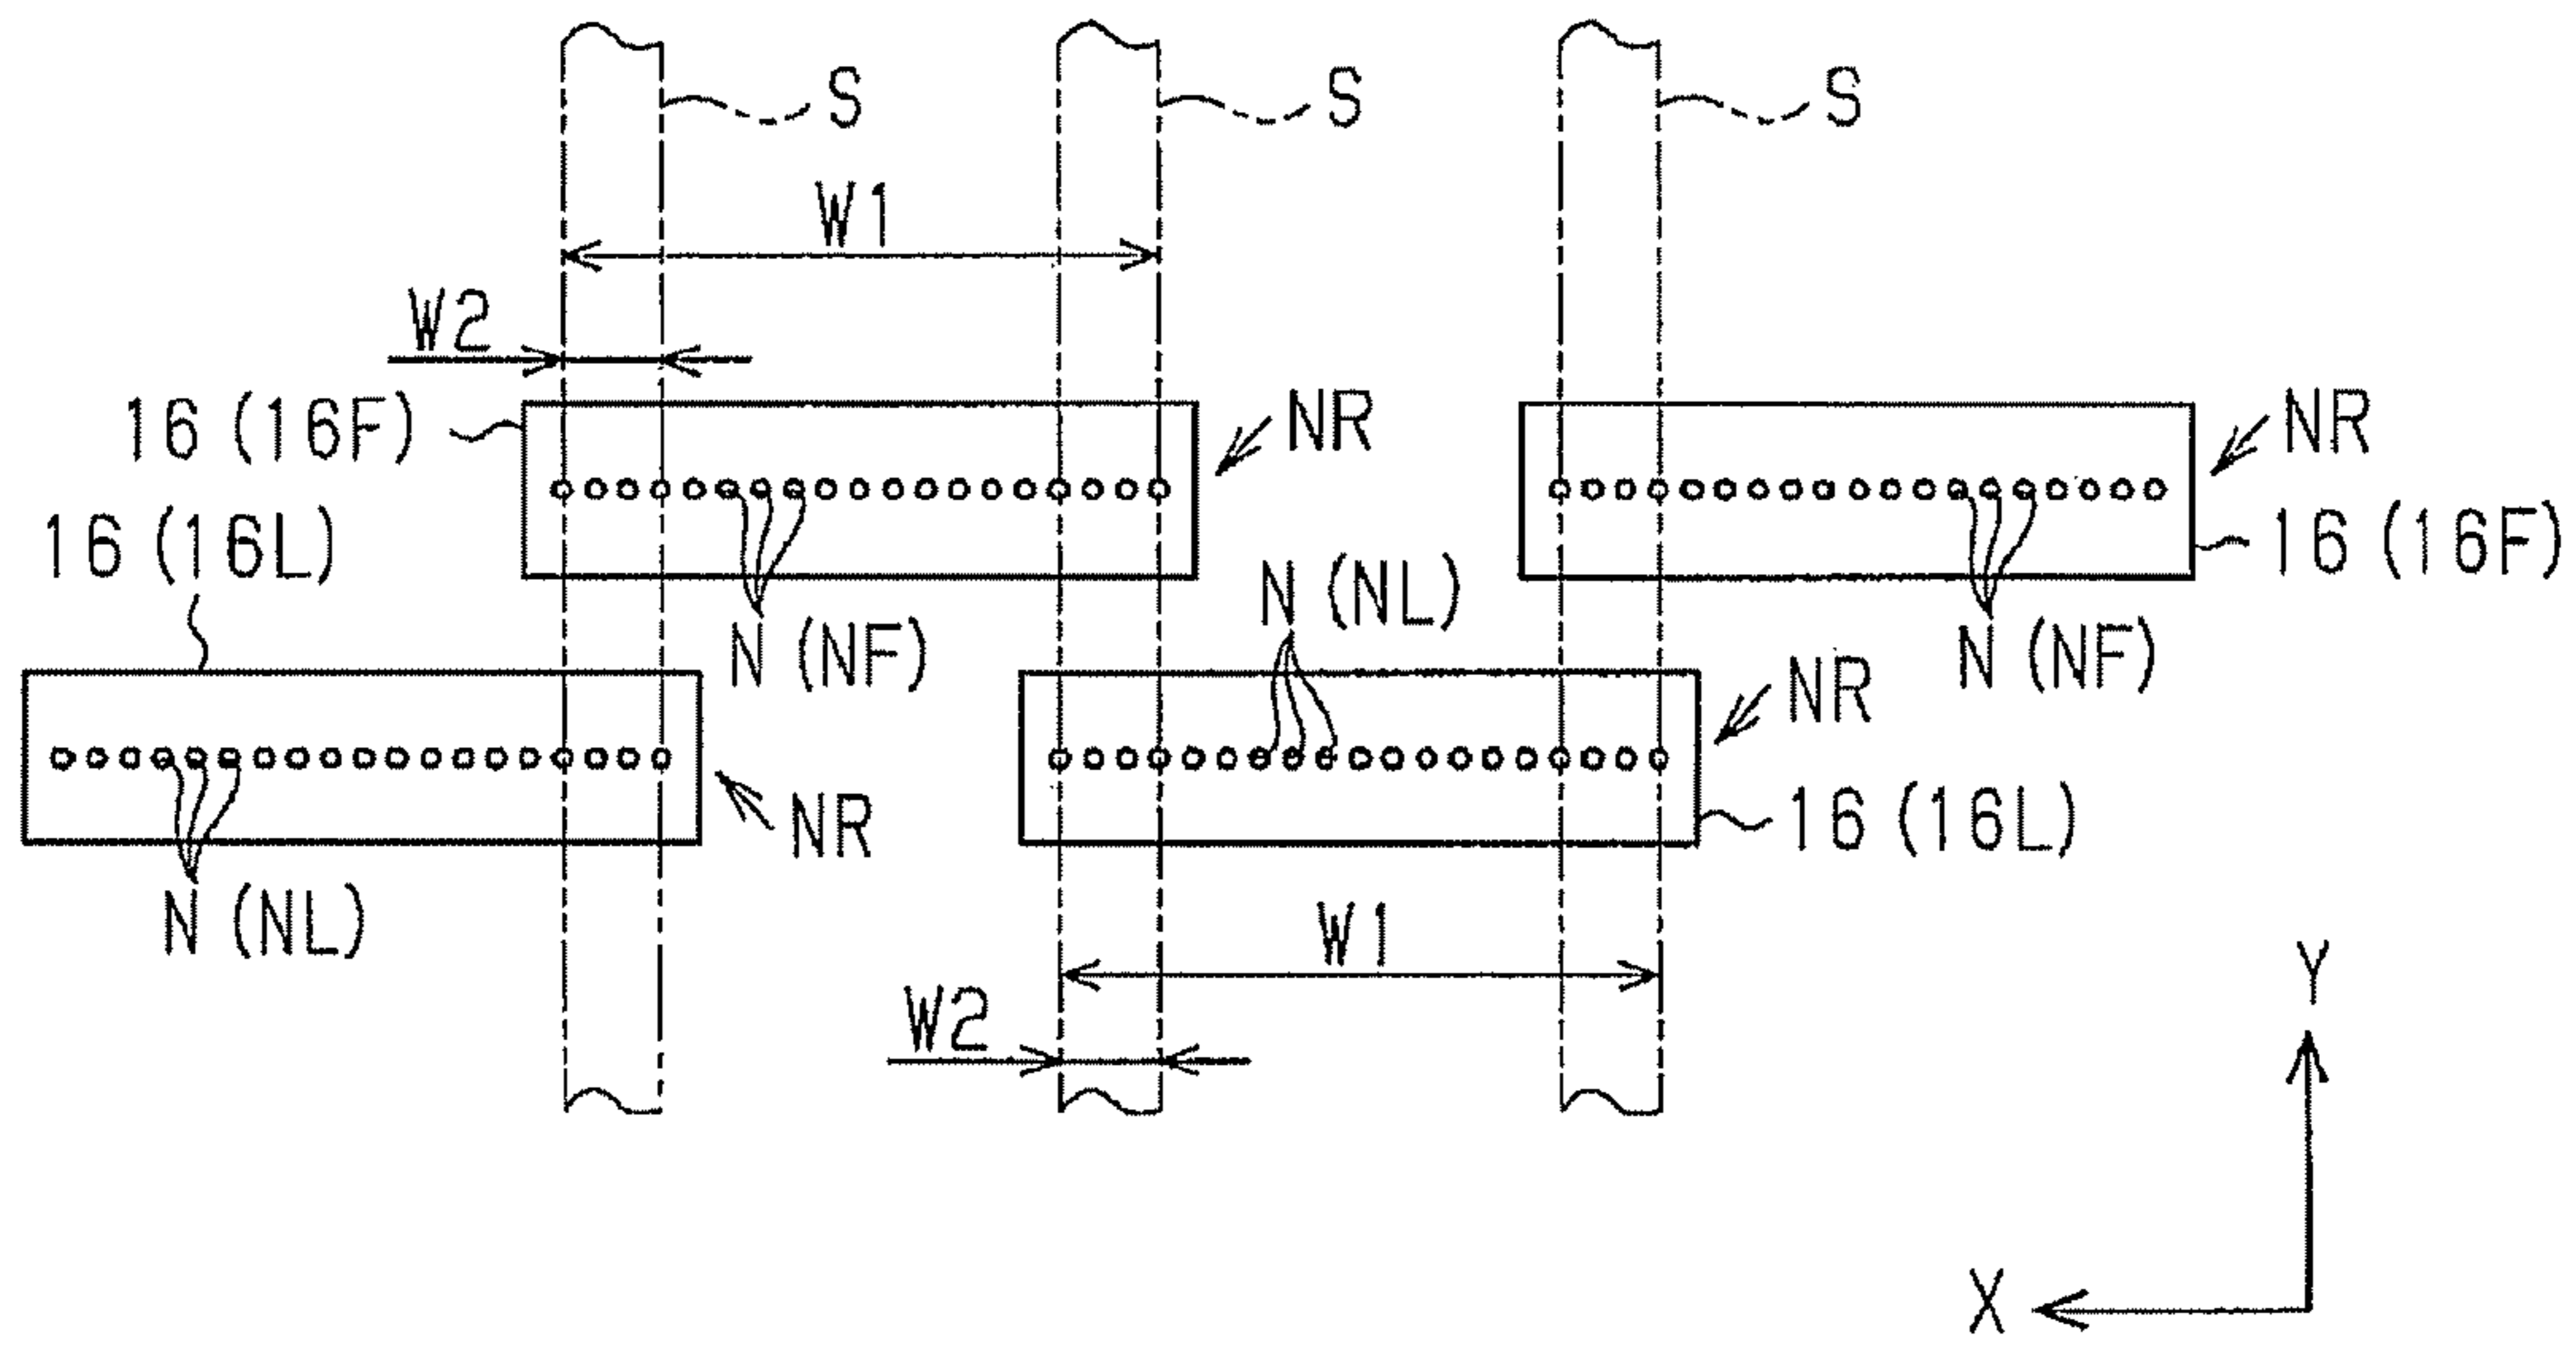 S S S
W1
W2
16 (16F) NR NR
16 (16L) 16 (16F)
N (NL)
N (NF) N (NF)
NR
NR 16 (16L)
N (NL) W1
W2
Y
X